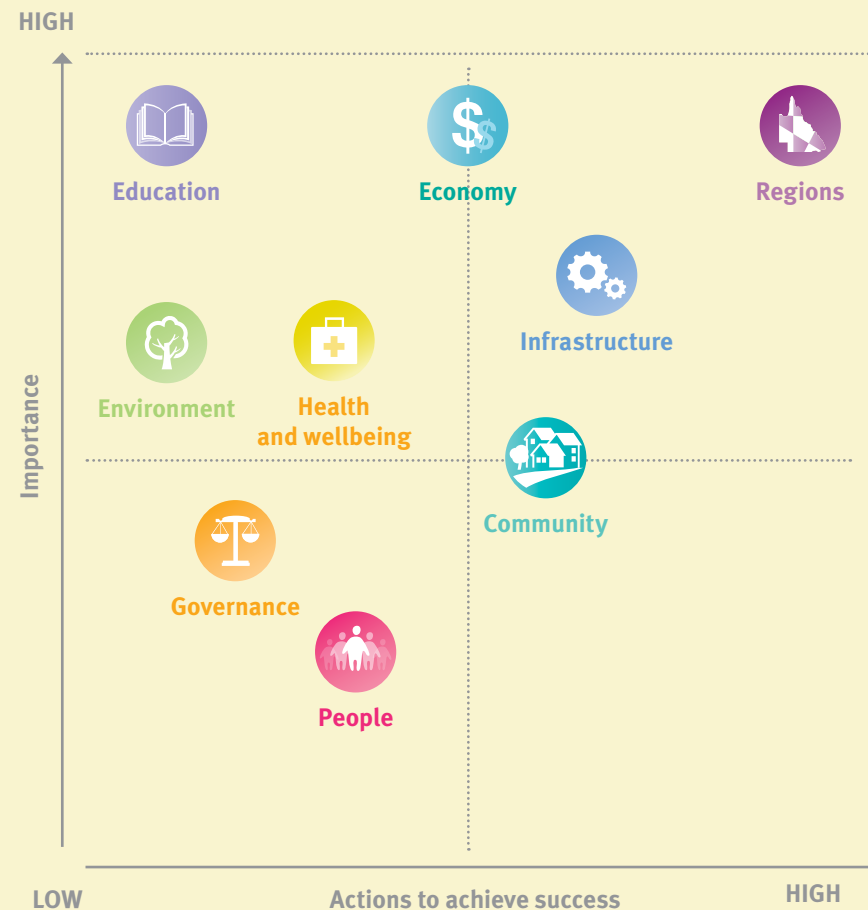 HIGH
$
$
Education
Economy
Regions
Infrastructure
Environment
Health
and wellbeing
Importance
Community
Governance
People
LOW
Actions to achieve success
HIGH